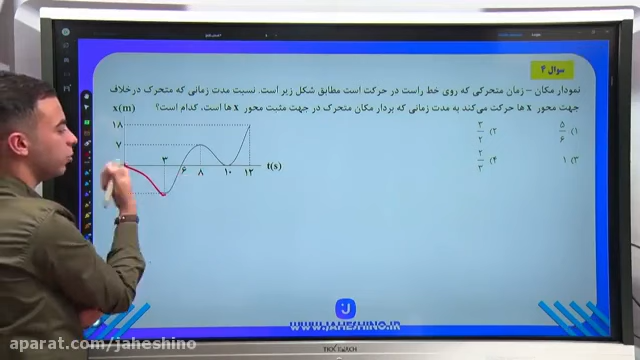 سوال ۴
نمودار مکان – زمان متحرکی که روی خط راست در حرکت است مطابق شکل زیر است. نسبت مدت زمانی که متحرک در خلاف
جهت محور x ها حرکت می‌کند به مدت زمانی که بردار مکان متحرک در جهت مثبت محور x ها است، کدام است؟
۱) ۵/۶
۲) ۳/۲
۳) ۱
۴) ۲/۳
x(m)
۱۸
۷
۳
۶
۸
۱۰
۱۲
t(s)
WWW.JAHESHINO.IR
aparat.com/jaheshino